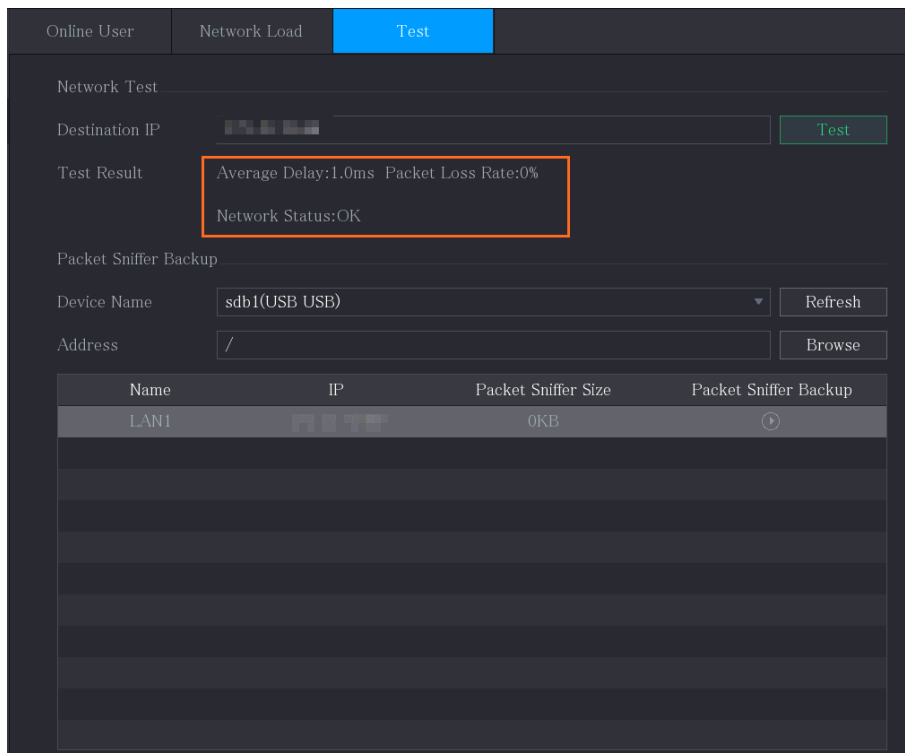 Online User Network Load Test
Network Test
Destination IP Test
Test Result Average Delay:1.0ms Packet Loss Rate:0%
Network Status:OK
Packet Sniffer Backup
Device Name sdb1(USB USB) Refresh
Address / Browse
Name IP Packet Sniffer Size Packet Sniffer Backup
LAN1 0KB